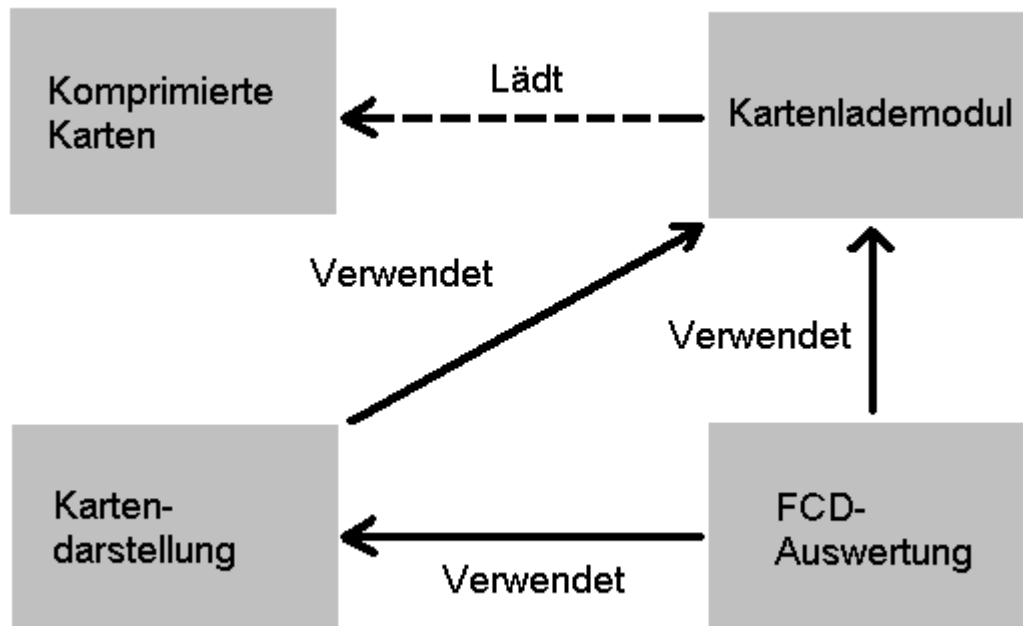 Komprimierte
Karten
Lädt
Kartenlademodul
Verwendet
Verwendet
Karten-
darstellung
Verwendet
FCD-
Auswertung